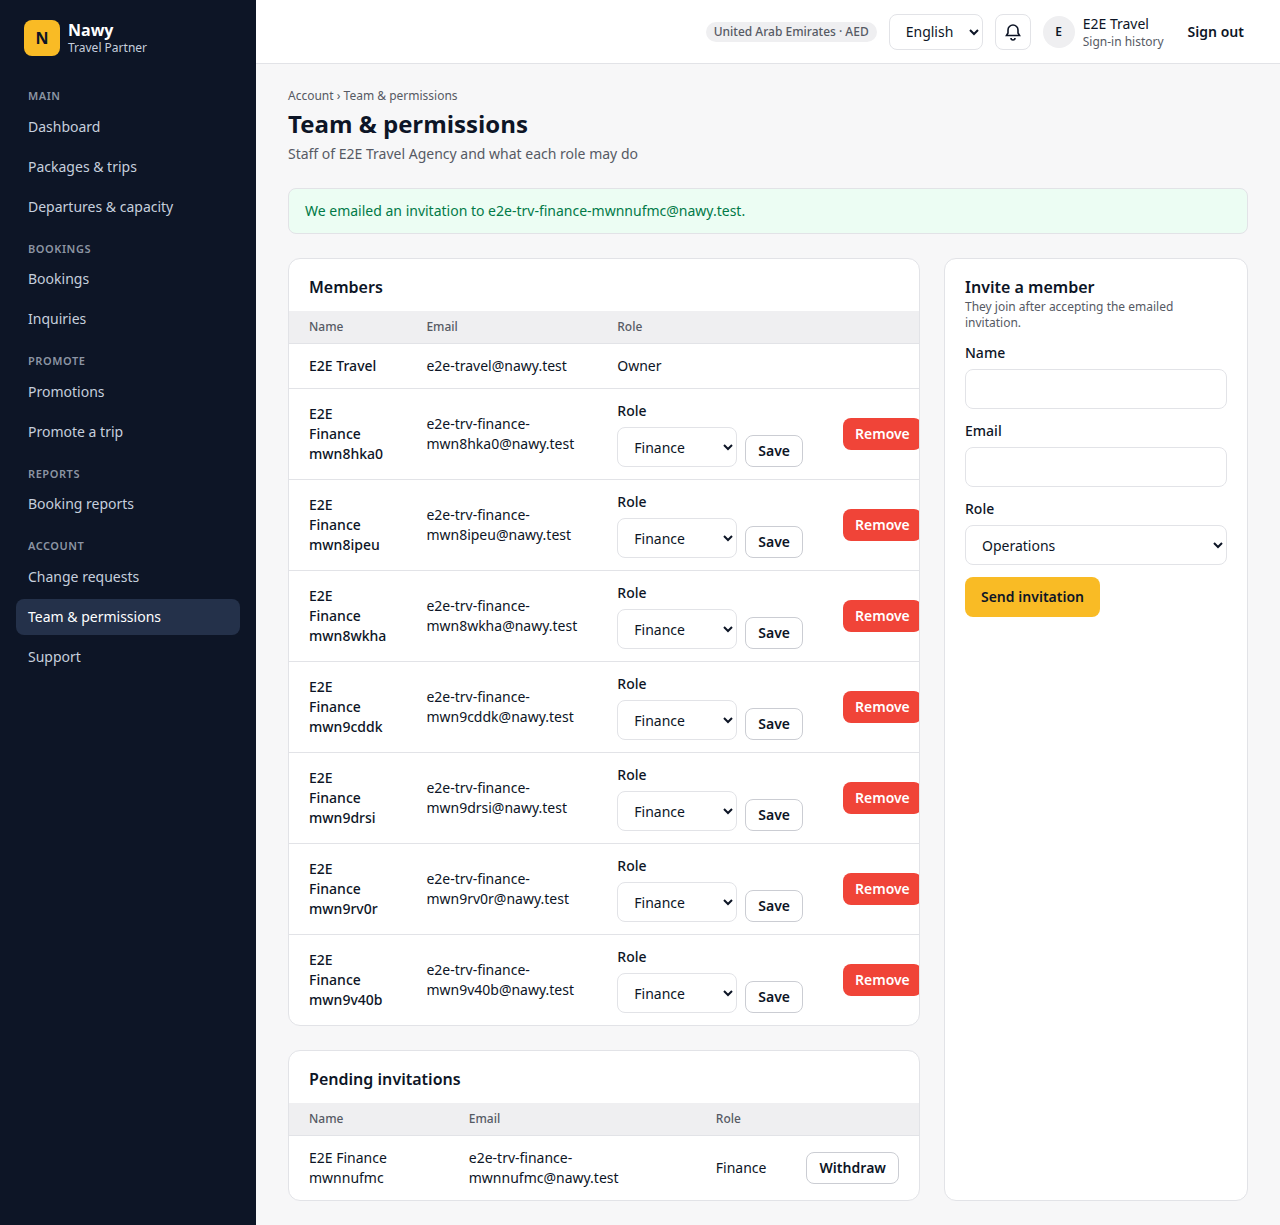 N
Nawy
Travel Partner
MAIN
Dashboard
Packages & trips
Departures & capacity
BOOKINGS
Bookings
Inquiries
PROMOTE
Promotions
Promote a trip
REPORTS
Booking reports
ACCOUNT
Change requests
Team & permissions
Support
United Arab Emirates · AED
English
E
E2E Travel
Sign-in history
Sign out
Account › Team & permissions
Team & permissions
Staff of E2E Travel Agency and what each role may do
We emailed an invitation to e2e-trv-finance-mwnnufmc@nawy.test.
Members
Name Email Role
E2E Travel e2e-travel@nawy.test Owner
E2E
Finance
mwn8hka0
e2e-trv-finance-
mwn8hka0@nawy.test
Role
Finance Save Remove
E2E
Finance
mwn8ipeu
e2e-trv-finance-
mwn8ipeu@nawy.test
Role
Finance Save Remove
E2E
Finance
mwn8wkha
e2e-trv-finance-
mwn8wkha@nawy.test
Role
Finance Save Remove
E2E
Finance
mwn9cddk
e2e-trv-finance-
mwn9cddk@nawy.test
Role
Finance Save Remove
E2E
Finance
mwn9drsi
e2e-trv-finance-
mwn9drsi@nawy.test
Role
Finance Save Remove
E2E
Finance
mwn9rv0r
e2e-trv-finance-
mwn9rv0r@nawy.test
Role
Finance Save Remove
E2E
Finance
mwn9v40b
e2e-trv-finance-
mwn9v40b@nawy.test
Role
Finance Save Remove
Pending invitations
Name Email Role
E2E Finance
mwnnufmc
e2e-trv-finance-
mwnnufmc@nawy.test
Finance Withdraw
Invite a member
They join after accepting the emailed
invitation.
Name
Email
Role
Operations
Send invitation